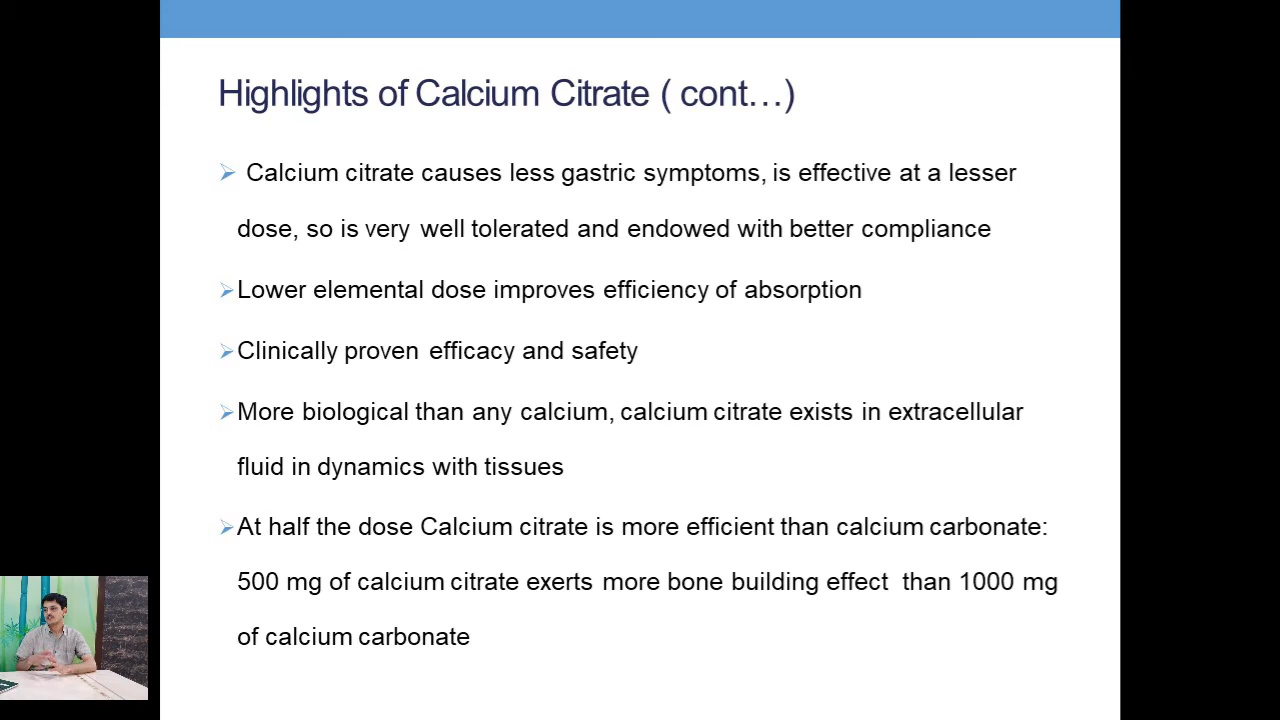 Highlights of Calcium Citrate ( cont…)
Calcium citrate causes less gastric symptoms, is effective at a lesser
dose, so is very well tolerated and endowed with better compliance
Lower elemental dose improves efficiency of absorption
Clinically proven efficacy and safety
More biological than any calcium, calcium citrate exists in extracellular
fluid in dynamics with tissues
At half the dose Calcium citrate is more efficient than calcium carbonate:
500 mg of calcium citrate exerts more bone building effect than 1000 mg
of calcium carbonate